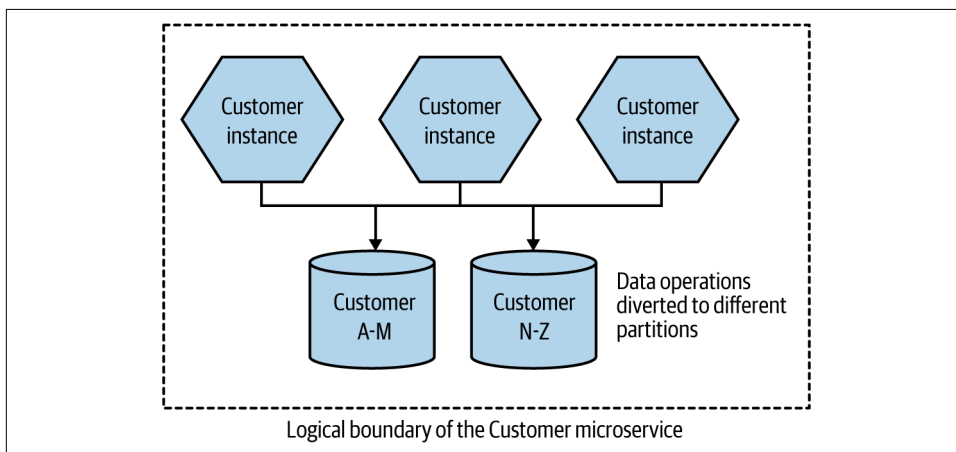 Customer
instance
Customer
instance
Customer
instance
Customer
A-M
Customer
N-Z
Data operations
diverted to different
partitions
Logical boundary of the Customer microservice